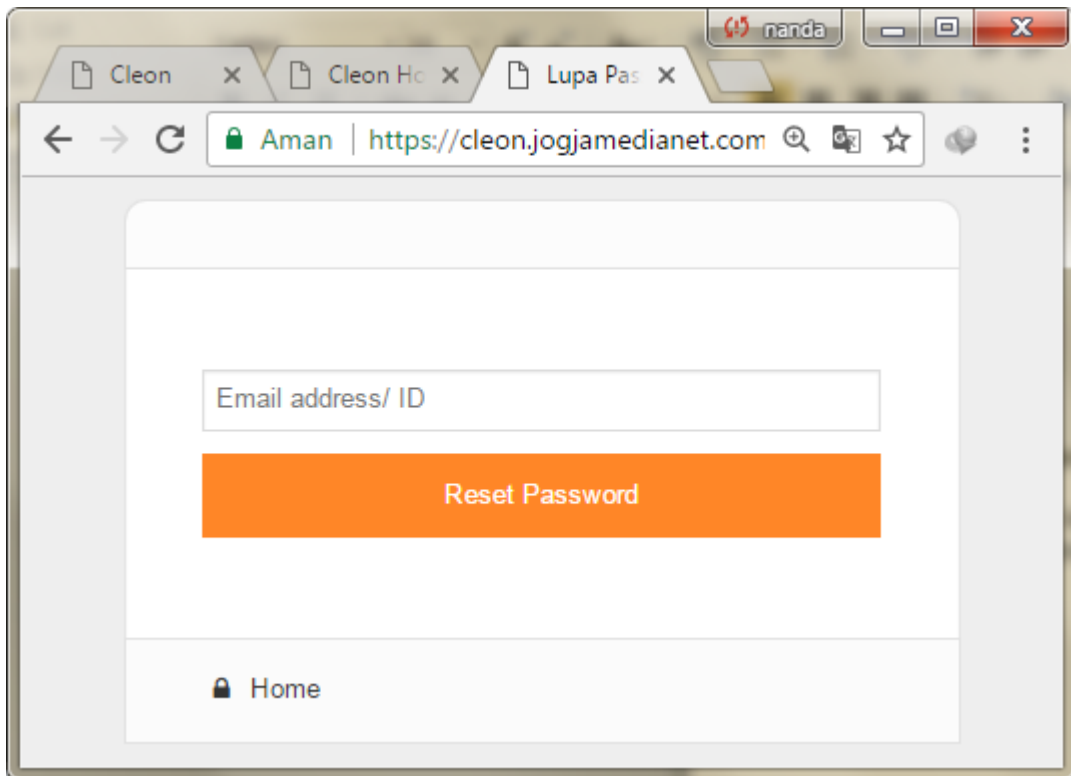 nanda
Cleon
Cleon Ho
Lupa Pas
Aman
https://cleon.jogjamedianet.com
Email address/ ID
Reset Password
Home